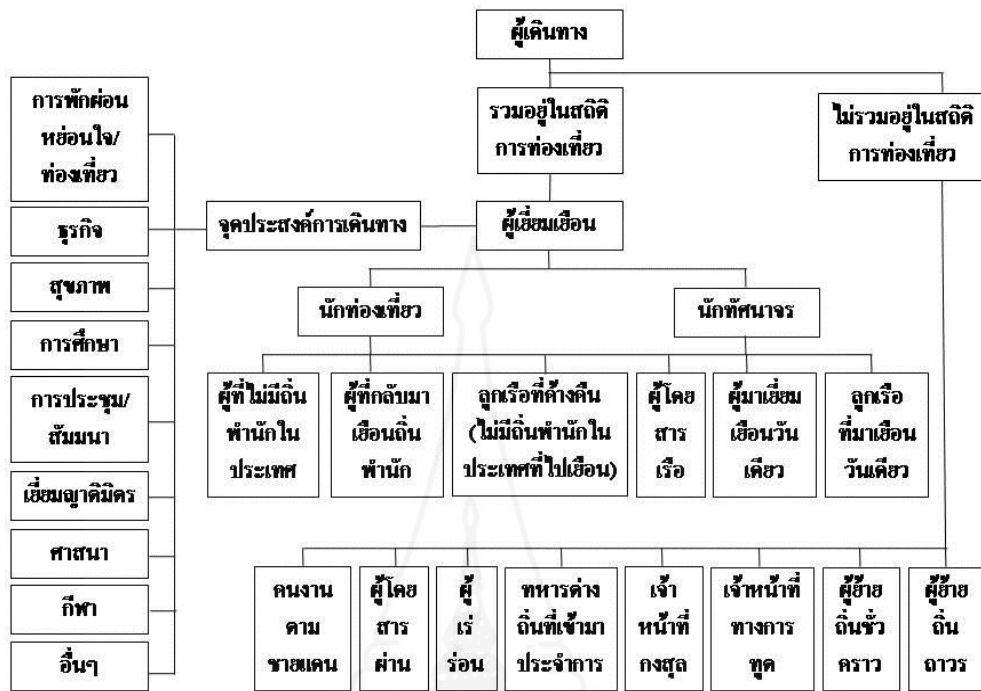 ผู้เดินทาง
การพักผ่อน
หย่อนใจ/
ท่องเที่ยว
รวมอยู่ในสถิติ
การท่องเที่ยว
ไม่รวมอยู่ในสถิติ
การท่องเที่ยว
ธุรกิจ
จุดประสงค์การเดินทาง
ผู้เยี่ยมเยือน
สุขภาพ
นักท่องเที่ยว
นักทัศนาจร
การศึกษา
การประชุม/
สัมมนา
ผู้ที่ไม่มีถิ่น
พำนักใน
ประเทศ
ผู้ที่กลับมา
เยือนถิ่น
พำนัก
ลูกเรือที่ค้างคืน
(ไม่มีถิ่นพำนักใน
ประเทศที่ไปเยือน)
ผู้โดย
สาร
เรือ
ผู้มาเยี่ยม
เยือนวัน
เดียว
ลูกเรือ
ที่มาเยือน
วันเดียว
เยี่ยมญาติมิตร
ศาสนา
กีฬา
อื่นๆ
คนงาน
ตาม
ชายแดน
ผู้โดย
สาร
ผ่าน
ผู้
เร่
ร่อน
ทหารต่าง
ถิ่นที่เข้ามา
ประจำการ
เจ้า
หน้าที่
กงสุล
เจ้าหน้าที่
ทางการ
ทูต
ผู้ย้าย
ถิ่นชั่ว
คราว
ผู้ย้าย
ถิ่น
ถาวร